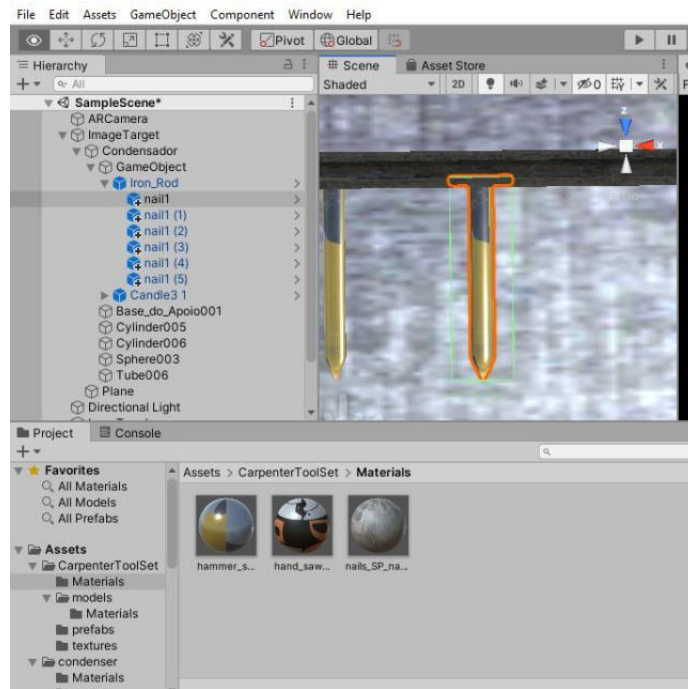 File Edit Assets GameObject Component Window Help
Pivot Global
Hierarchy
All
SampleScene*
ARCamera
ImageTarget
Condensador
GameObject
Iron_Rod
nail1
nail1 (1)
nail1 (2)
nail1 (3)
nail1 (4)
nail1 (5)
Candle3 1
Base_do_Apoio001
Cylinder005
Cylinder006
Sphere003
Tube006
Plane
Directional Light
Scene Asset Store
Shaded 2D 0
z
x
Project Console
Favorites
All Materials
All Models
All Prefabs
Assets
CarpenterToolSet
Materials
models
Materials
prefabs
textures
condenser
Materials
Assets > CarpenterToolSet > Materials
hammer_s... hand_saw... nails_SP_na...